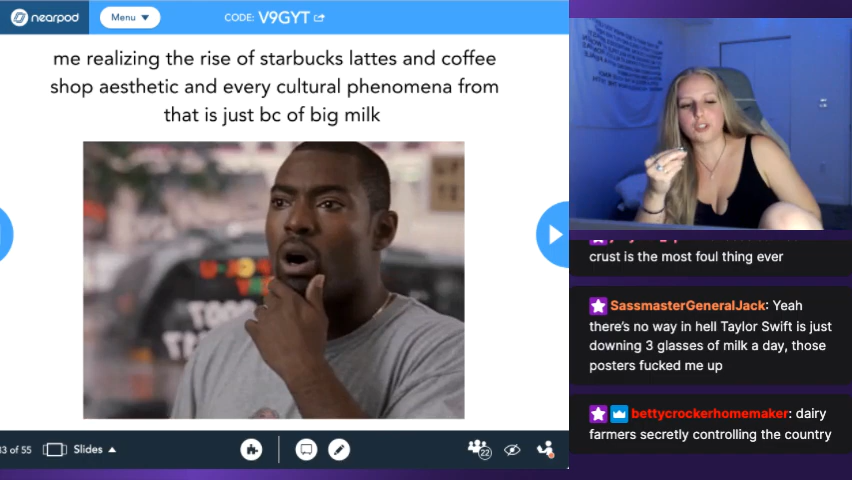 nearpod
Menu
CODE: V9GYT
me realizing the rise of starbucks lattes and coffee
shop aesthetic and every cultural phenomena from
that is just bc of big milk
33 of 55
Slides
22
crust is the most foul thing ever
SassmasterGeneralJack: Yeah
there's no way in hell Taylor Swift is just
downing 3 glasses of milk a day, those
posters fucked me up
bettycrockerhomemaker: dairy
farmers secretly controlling the country